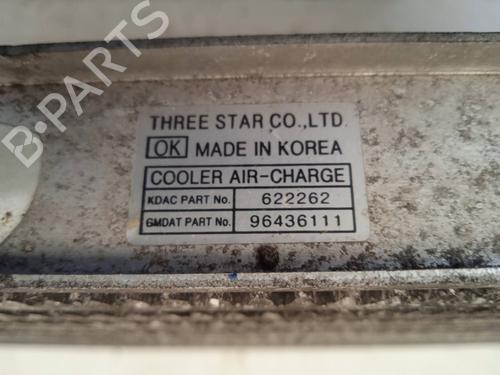 THREE STAR CO.,LTD.
OK MADE IN KOREA
COOLER AIR-CHARGE
KDAC PART No. 622262
GMDAT PART No. 96436111
B-PARTS